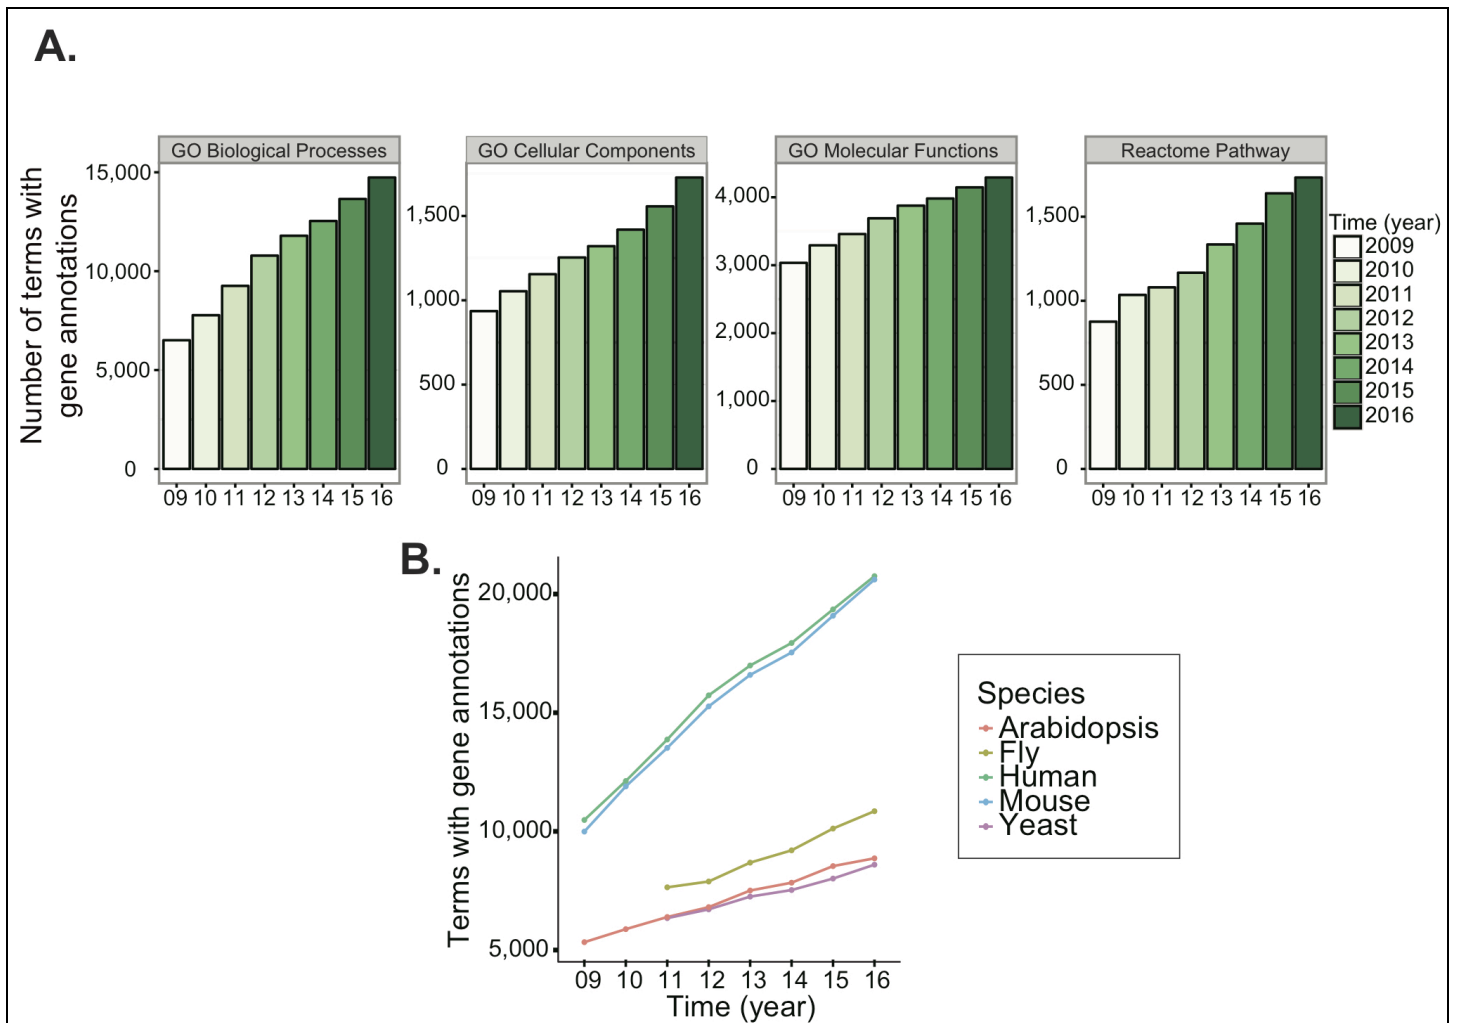 A.
GO Biological Processes
GO Cellular Components
GO Molecular Functions
Reactome Pathway
Number of terms with
gene annotations
15,000
10,000
5,000
0
1,500
1,000
500
0
4,000
3,000
2,000
1,000
0
1,500
1,000
500
0
09 10 11 12 13 14 15 16
09 10 11 12 13 14 15 16
09 10 11 12 13 14 15 16
09 10 11 12 13 14 15 16
Time (year)
2009
2010
2011
2012
2013
2014
2015
2016
B.
Terms with gene annotations
20,000
15,000
10,000
5,000
09 10 11 12 13 14 15 16
Time (year)
Species
Arabidopsis
Fly
Human
Mouse
Yeast